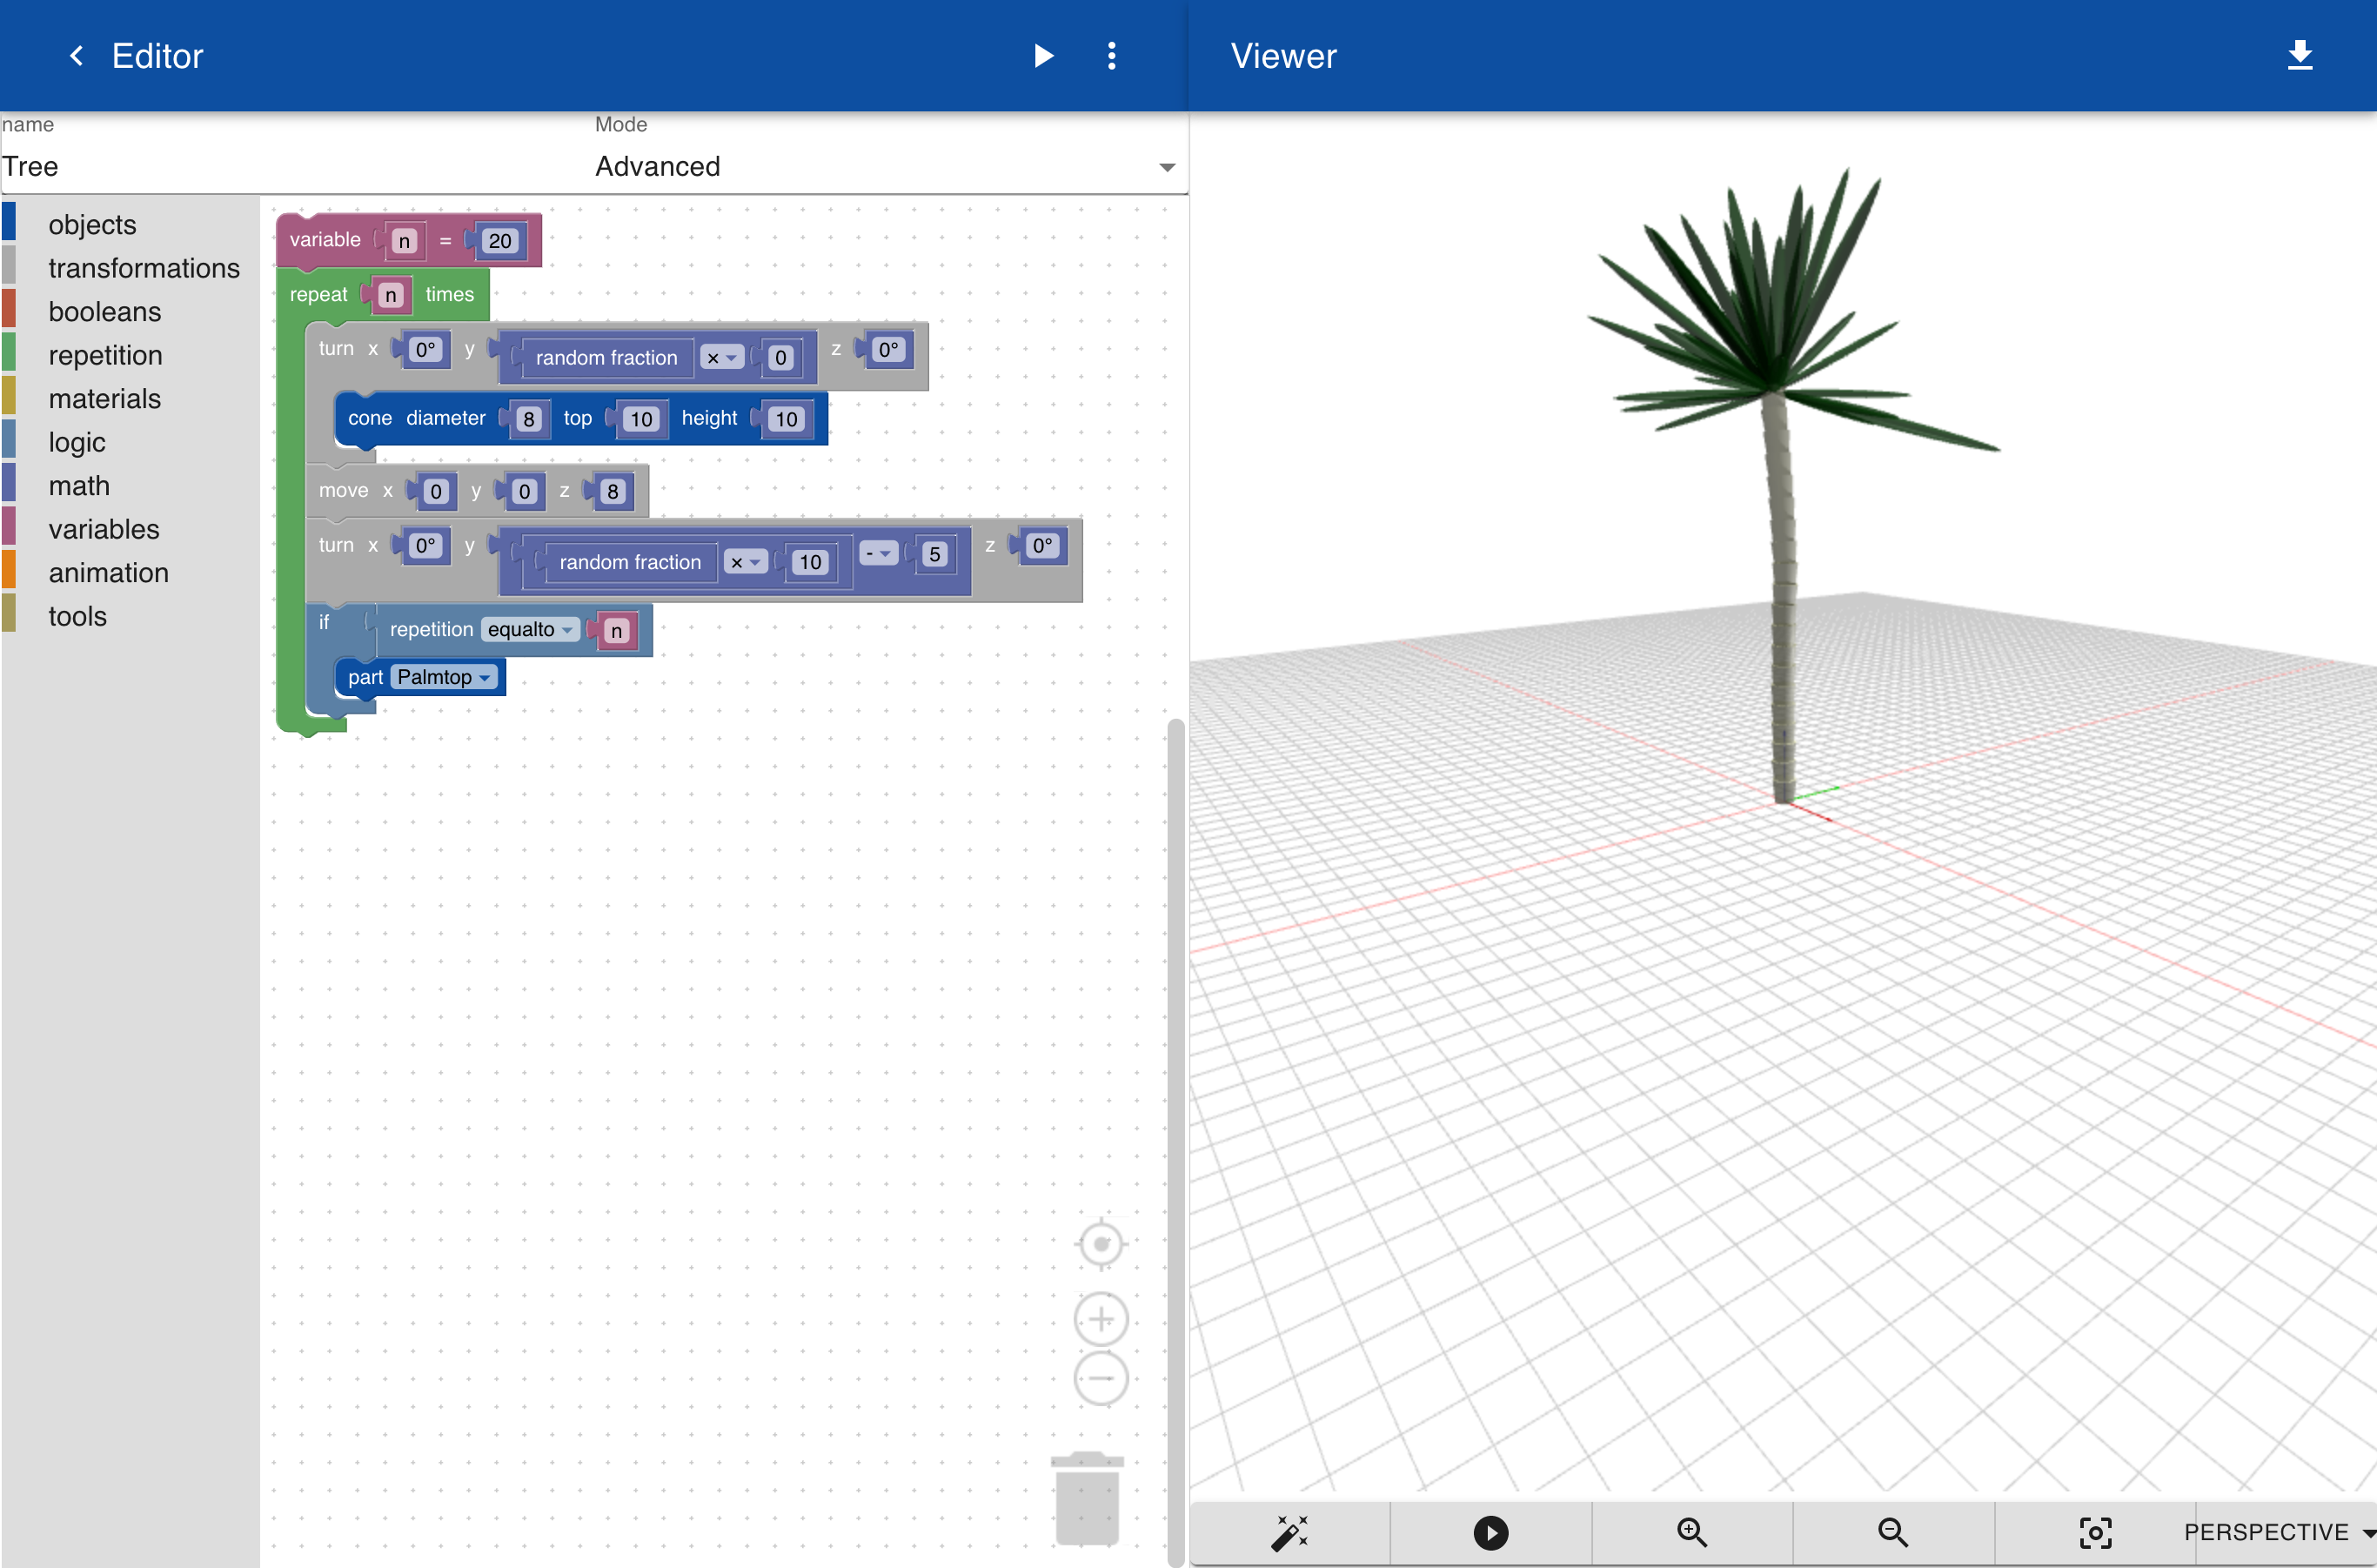 Editor
Viewer
name
Mode
Tree
Advanced
objects
transformations
booleans
repetition
materials
logic
math
variables
animation
tools
variable n = 20
repeat n times
turn x 0° y random fraction × 0 z 0°
cone diameter 8 top 10 height 10
move x 0 y 0 z 8
turn x 0° y random fraction × 10 - 5 z 0°
if repetition equalto n
part Palmtop
PERSPECTIVE